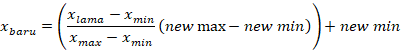 x_baru = ( (x_lama − x_min) / (x_max − x_min) (new max − new min) ) + new min